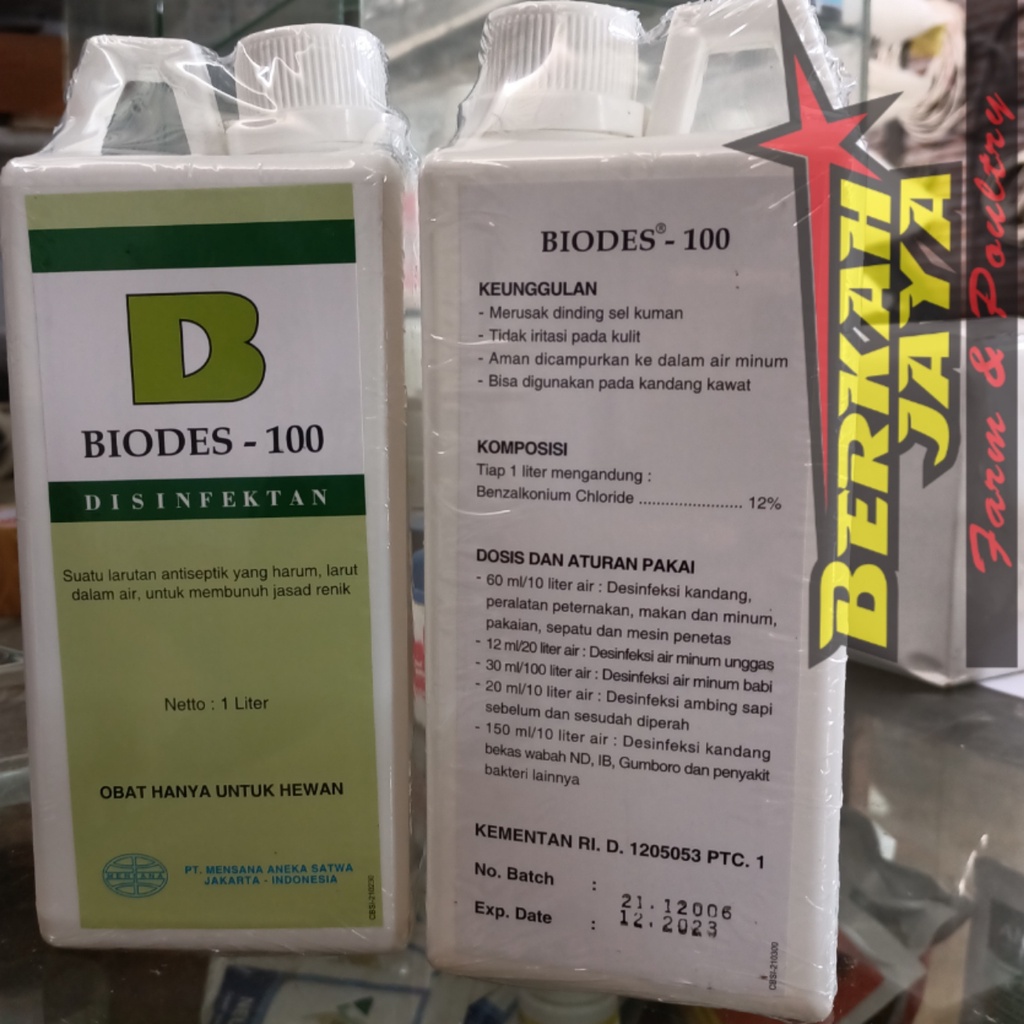 B
BIODES - 100
DISINFEKTAN
Suatu larutan antiseptik yang harum, larut
dalam air, untuk membunuh jasad renik
Netto : 1 Liter
OBAT HANYA UNTUK HEWAN
MENSANA
PT. MENSANA ANEKA SATWA
JAKARTA - INDONESIA
CBSI-210200
BIODES® - 100
KEUNGGULAN
- Merusak dinding sel kuman
- Tidak iritasi pada kulit
- Aman dicampurkan ke dalam air minum
- Bisa digunakan pada kandang kawat
KOMPOSISI
Tiap 1 liter mengandung :
Benzalkonium Chloride ........................ 12%
DOSIS DAN ATURAN PAKAI
- 60 ml/10 liter air : Desinfeksi kandang,
peralatan peternakan, makan dan minum,
pakaian, sepatu dan mesin penetas
- 12 ml/20 liter air : Desinfeksi air minum unggas
- 30 ml/100 liter air : Desinfeksi air minum babi
- 20 ml/10 liter air : Desinfeksi ambing sapi
sebelum dan sesudah diperah
- 150 ml/10 liter air : Desinfeksi kandang
bekas wabah ND, IB, Gumboro dan penyakit
bakteri lainnya
KEMENTAN RI. D. 1205053 PTC. 1
No. Batch : 21.12006
Exp. Date : 12.2023
CBSI-210300
BERKAH
JAYA
Farm & Poultry